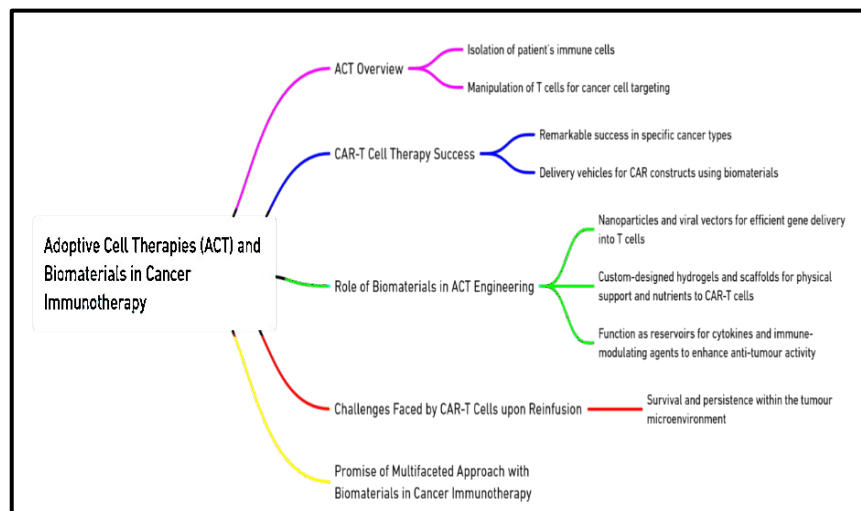 Adoptive Cell Therapies (ACT) and
Biomaterials in Cancer
Immunotherapy
ACT Overview
Isolation of patient's immune cells
Manipulation of T cells for cancer cell targeting
CAR-T Cell Therapy Success
Remarkable success in specific cancer types
Delivery vehicles for CAR constructs using biomaterials
Role of Biomaterials in ACT Engineering
Nanoparticles and viral vectors for efficient gene delivery
into T cells
Custom-designed hydrogels and scaffolds for physical
support and nutrients to CAR-T cells
Function as reservoirs for cytokines and immune-
modulating agents to enhance anti-tumour activity
Challenges Faced by CAR-T Cells upon Reinfusion
Survival and persistence within the tumour
microenvironment
Promise of Multifaceted Approach with
Biomaterials in Cancer Immunotherapy